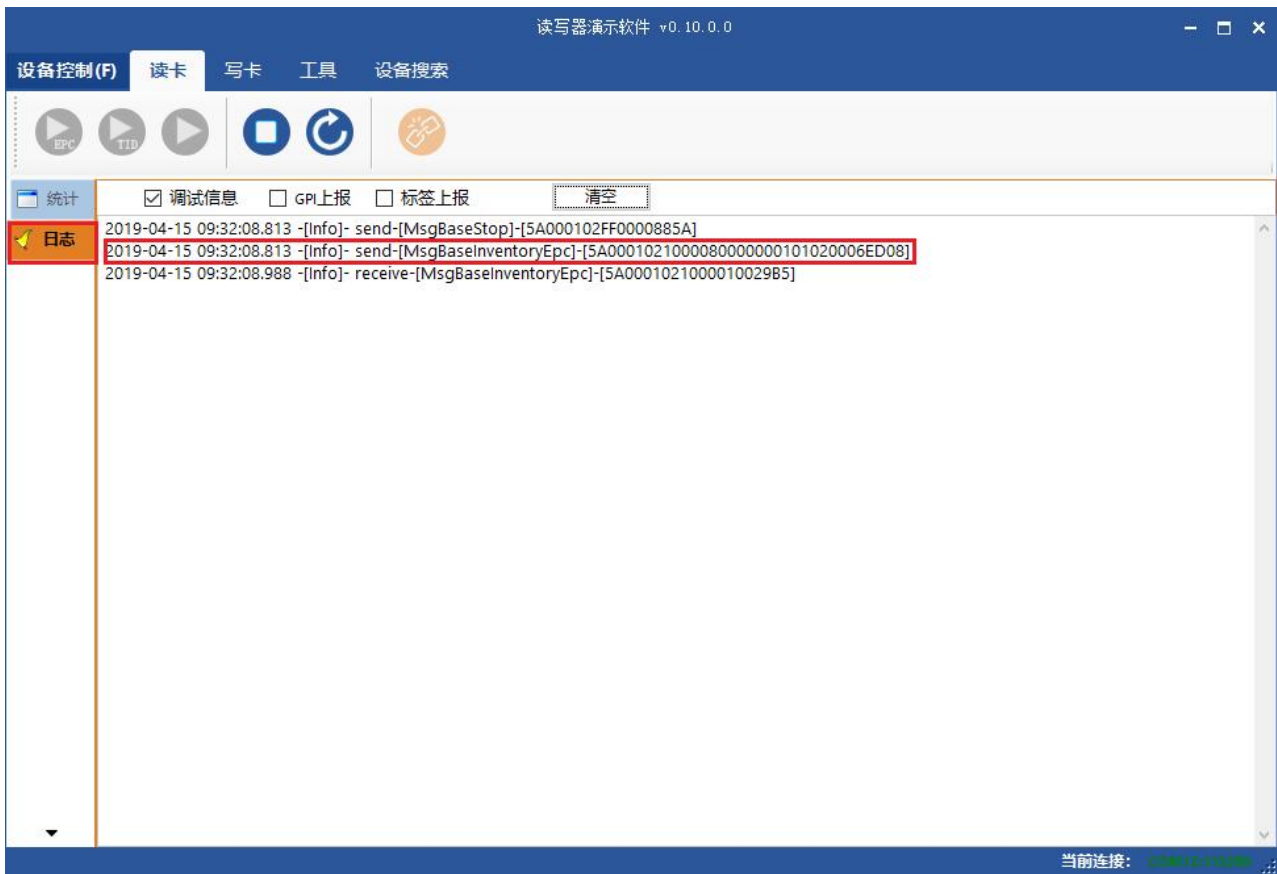 读写器演示软件 v0.10.0.0
设备控制(F) 读卡 写卡 工具 设备搜索
EPC TID
统计 调试信息 GPI上报 标签上报 清空
日志
2019-04-15 09:32:08.813 -[Info]- send-[MsgBaseStop]-[5A000102FF0000885A]
2019-04-15 09:32:08.813 -[Info]- send-[MsgBaseInventoryEpc]-[5A0001021000080000000101020006ED08]
2019-04-15 09:32:08.988 -[Info]- receive-[MsgBaseInventoryEpc]-[5A0001021000010029B5]
当前连接: